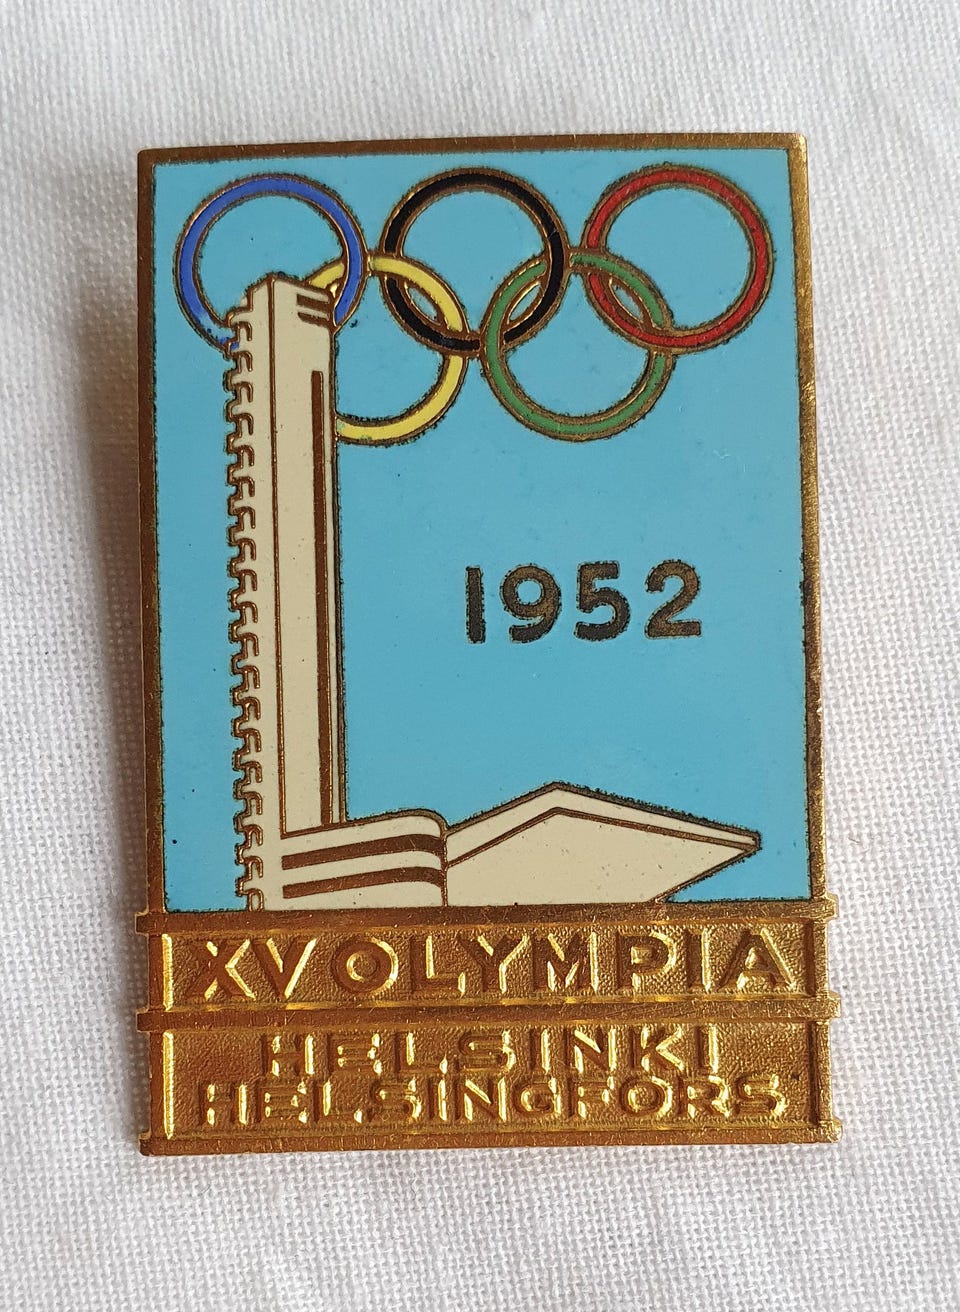 1952
XV OLYMPIA
HELSINKI
HELSINGFORS